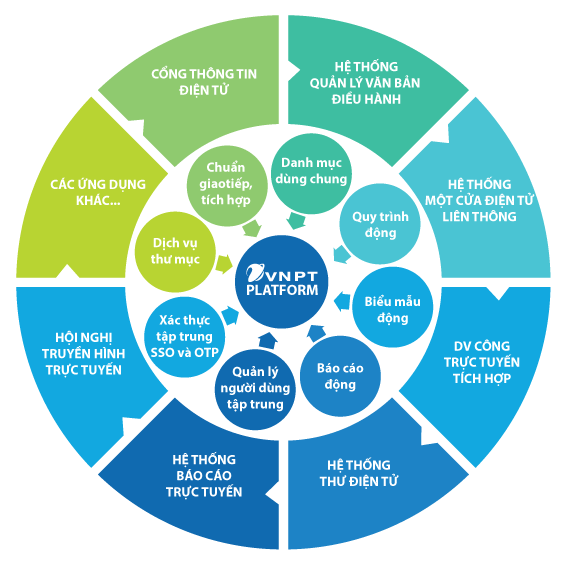 CỔNG THÔNG TIN
ĐIỆN TỬ
HỆ THỐNG
QUẢN LÝ VĂN BẢN
ĐIỀU HÀNH
HỆ THỐNG
MỘT CỬA ĐIỆN TỬ
LIÊN THÔNG
DV CÔNG
TRỰC TUYẾN
TÍCH HỢP
HỆ THỐNG
THƯ ĐIỆN TỬ
HỆ THỐNG
BÁO CÁO
TRỰC TUYẾN
HỘI NGHỊ
TRUYỀN HÌNH
TRỰC TUYẾN
CÁC ỨNG DỤNG
KHÁC...
Chuẩn
giaotiếp,
tích hợp
Danh mục
dùng chung
Quy trình
động
Biểu mẫu
động
Báo cáo
động
Quản lý
người dùng
tập trung
Xác thực
tập trung
SSO và OTP
Dịch vụ
thư mục
VNPT
PLATFORM